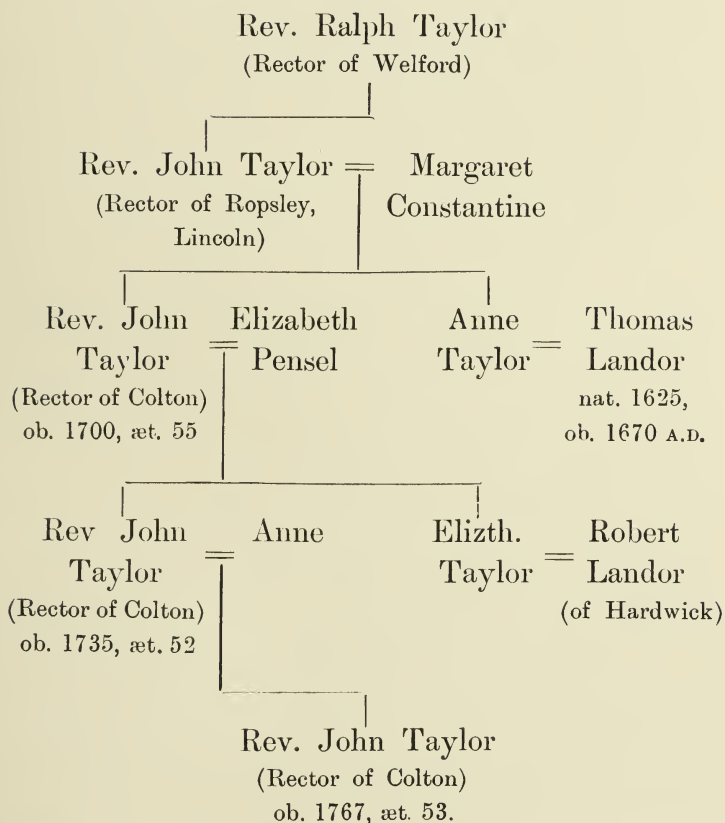 Rev. Ralph Taylor
(Rector of Welford)
Rev. John Taylor = Margaret
(Rector of Ropsley, Constantine
Lincoln)
Rev. John Elizabeth Anne Thomas
Taylor = Pensel Taylor = Landor
(Rector of Colton) nat. 1625,
ob. 1700, æt. 55 ob. 1670 A.D.
Rev John = Anne Elizth. = Robert
Taylor Taylor Landor
(Rector of Colton) (of Hardwick)
ob. 1735, æt. 52
Rev. John Taylor
(Rector of Colton)
ob. 1767, æt. 53.